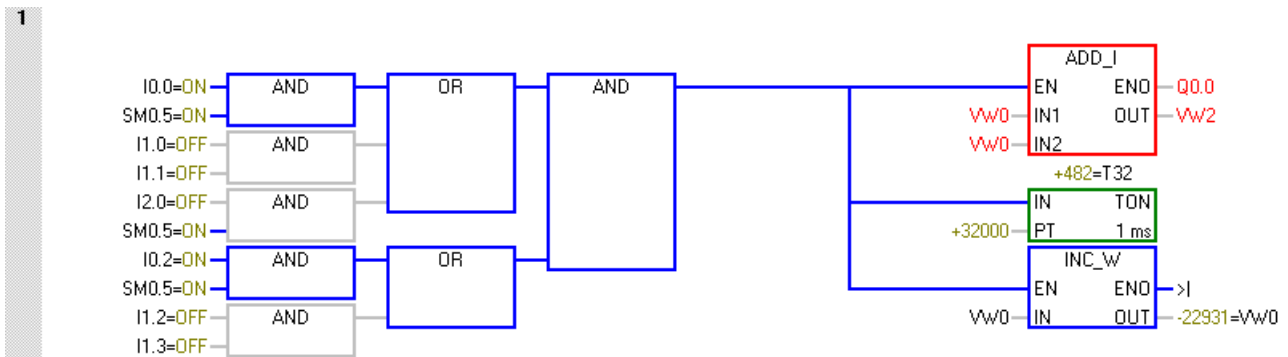 1
ADD_I
I0.0=ON AND OR AND EN ENO Q0.0
SM0.5=ON VW0 IN1 OUT VW2
I1.0=OFF AND VW0 IN2
I1.1=OFF +482=T32
I2.0=OFF AND IN TON
SM0.5=ON +32000 PT 1 ms
I0.2=ON AND OR INC_W
SM0.5=ON EN ENO >|
I1.2=OFF AND VW0 IN OUT -22931=VW0
I1.3=OFF